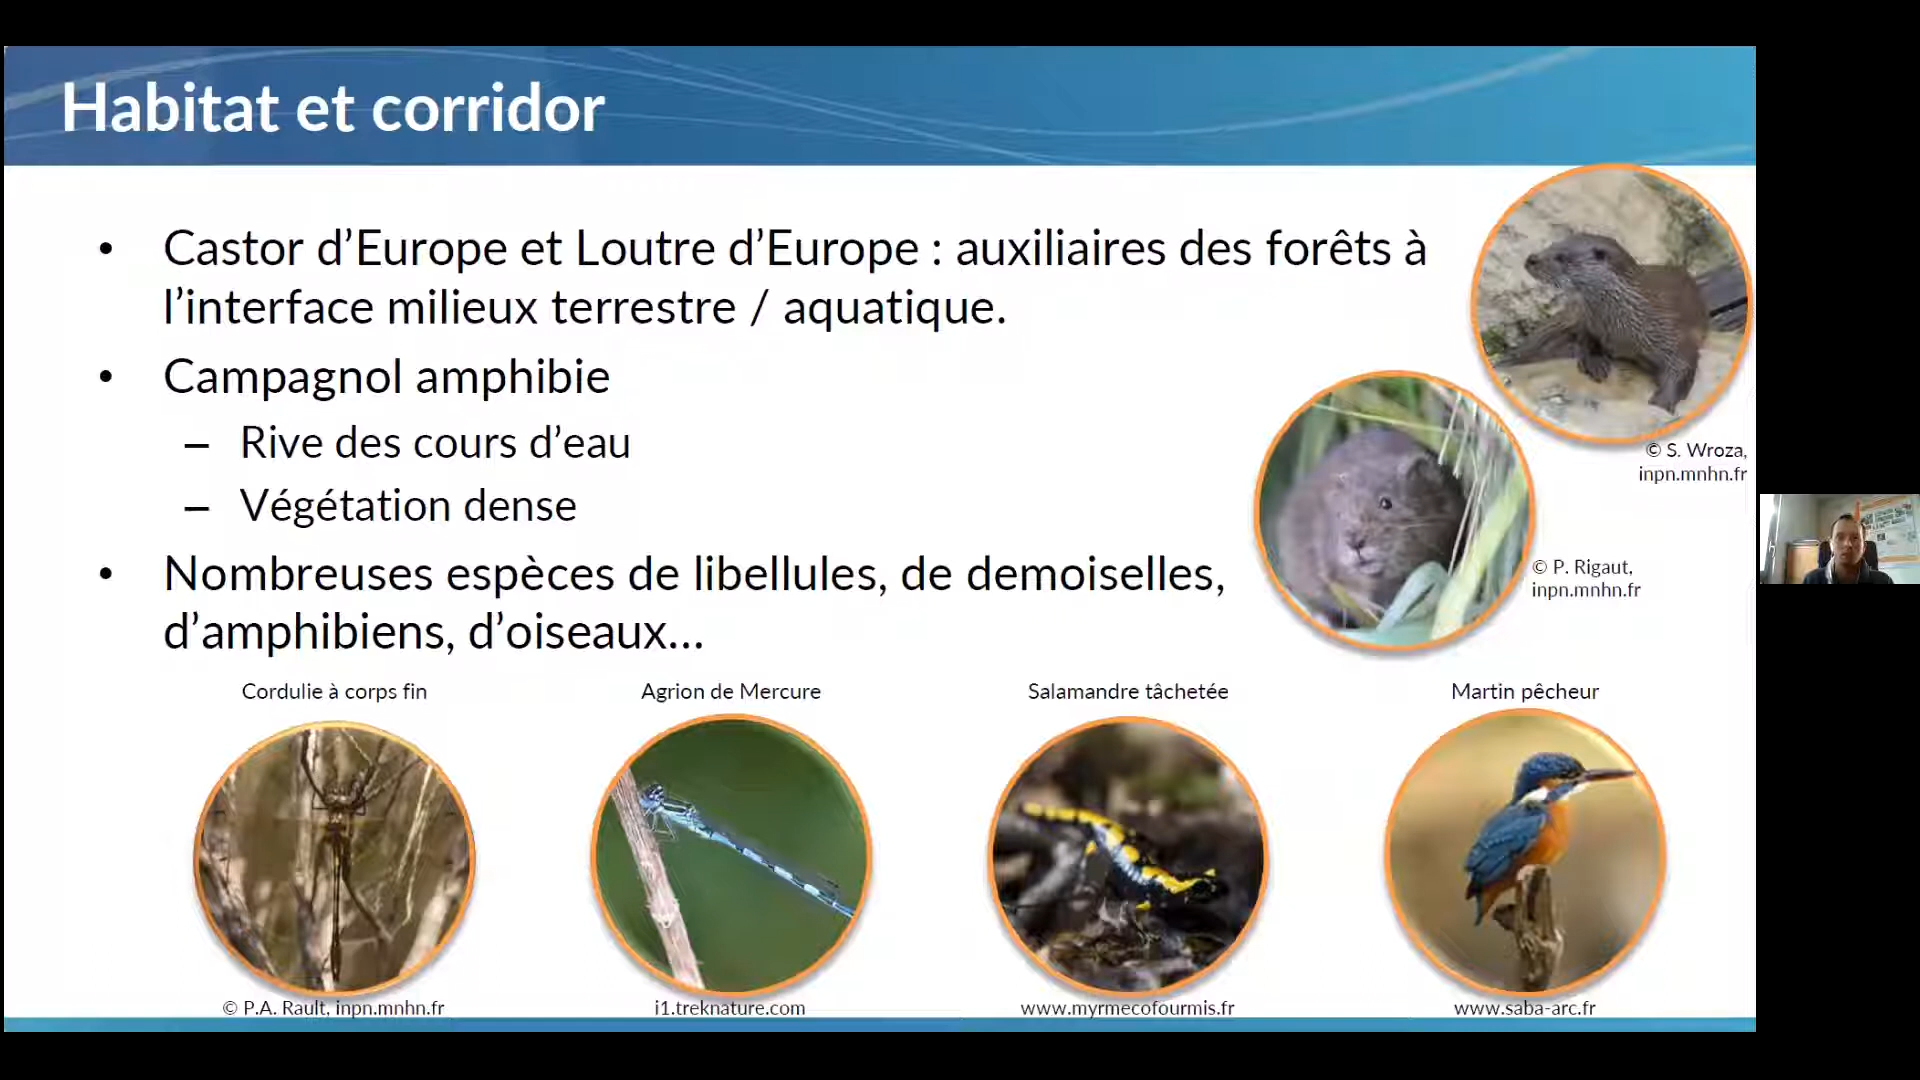 Habitat et corridor
• Castor d’Europe et Loutre d’Europe : auxiliaires des forêts à
l’interface milieux terrestre / aquatique.
• Campagnol amphibie
– Rive des cours d’eau
– Végétation dense
• Nombreuses espèces de libellules, de demoiselles,
d’amphibiens, d’oiseaux...
© S. Wroza,
inpn.mnhn.fr
© P. Rigaut,
inpn.mnhn.fr
Cordulie à corps fin
Agrion de Mercure
Salamandre tâchetée
Martin pêcheur
© P.A. Rault, inpn.mnhn.fr
i1.treknature.com
www.myrmecofourmis.fr
www.saba-arc.fr